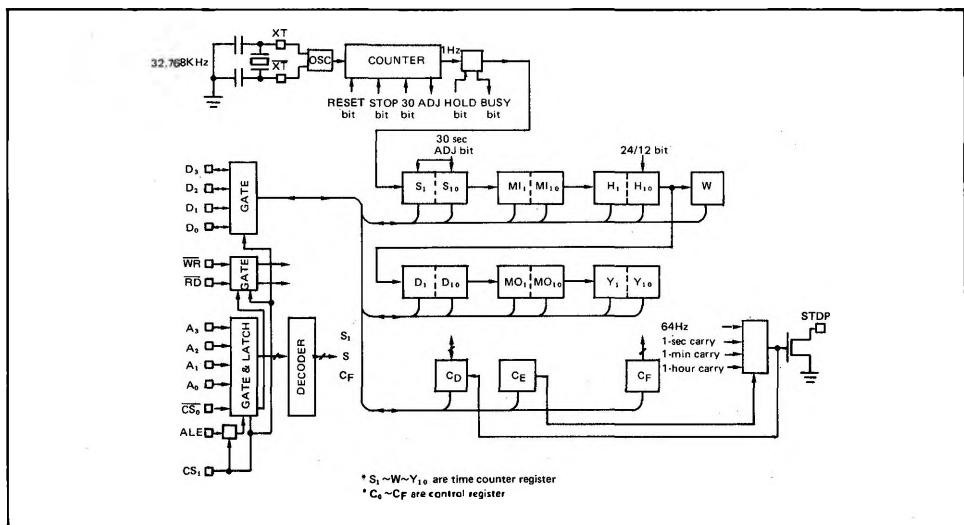 XT
32.768KHz
XT
OSC
COUNTER
1Hz
RESET bit
STOP bit
30 ADJ bit
HOLD bit
BUSY bit
30 sec
ADJ bit
24/12 bit
S1 S10
MI1 MI10
H1 H10
W
D3
D2
D1
D0
GATE
WR
RD
GATE
D1 D10
MO1 MO10
Y1 Y10
A3
A2
A1
A0
CS0
ALE
CS1
GATE & LATCH
DECODER
S1
S
CF
CD
CE
CF
64Hz
1-sec carry
1-min carry
1-hour carry
STDP
* S1~W~Y10 are time counter register
* C0~CF are control register